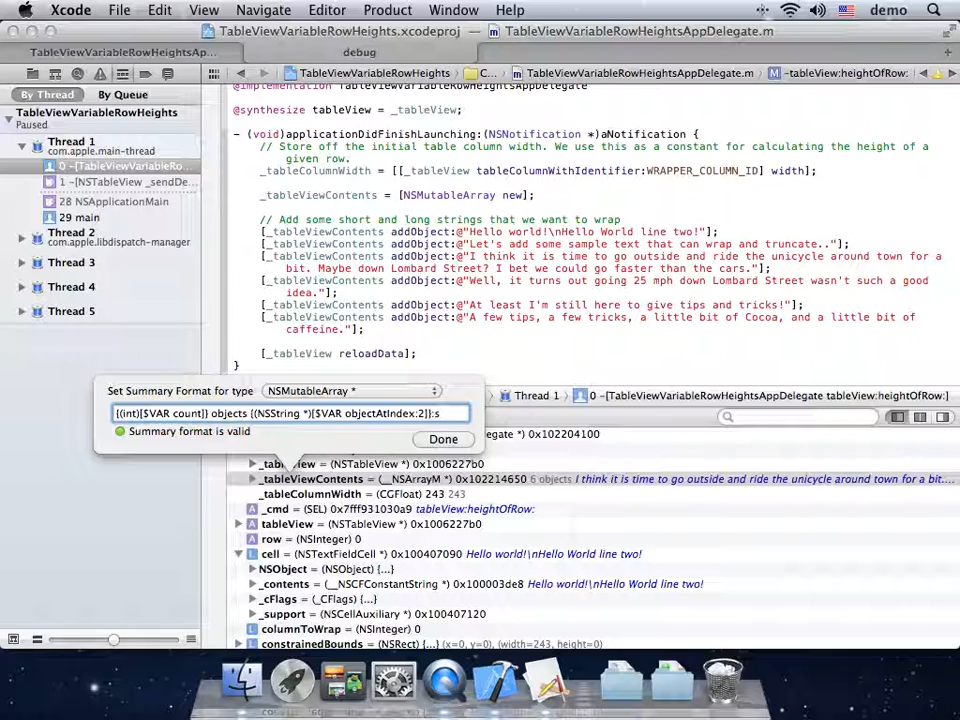 Xcode File Edit View Navigate Editor Product Window Help demo
TableViewVariableRowHeights.xcodeproj — TableViewVariableRowHeightsAppDelegate.m
TableViewVariableRowHeightsAp... debug
TableViewVariableRowHeights C... TableViewVariableRowHeightsAppDelegate.m M -tableView:heightOfRow:
By Thread By Queue
TableViewVariableRowHeights
Paused
Thread 1
com.apple.main-thread
0 -[TableViewVariableRo...
1 -[NSTableView _sendDe...
28 NSApplicationMain
29 main
Thread 2
com.apple.libdispatch-manager
Thread 3
Thread 4
Thread 5
@implementation TableViewVariableRowHeightsAppDelegate
@synthesize tableView = _tableView;
- (void)applicationDidFinishLaunching:(NSNotification *)aNotification {
// Store off the initial table column width. We use this as a constant for calculating the height of a
given row.
_tableColumnWidth = [[_tableView tableColumnWithIdentifier:WRAPPER_COLUMN_ID] width];
_tableViewContents = [NSMutableArray new];
// Add some short and long strings that we want to wrap
[_tableViewContents addObject:@"Hello world!\nHello World line two!"];
[_tableViewContents addObject:@"Let's add some sample text that can wrap and truncate.."];
[_tableViewContents addObject:@"I think it is time to go outside and ride the unicycle around town for a
bit. Maybe down Lombard Street? I bet we could go faster than the cars."];
[_tableViewContents addObject:@"Well, it turns out going 25 mph down Lombard Street wasn't such a good
idea."];
[_tableViewContents addObject:@"At least I'm still here to give tips and tricks!"];
[_tableViewContents addObject:@"A few tips, a few tricks, a little bit of Cocoa, and a little bit of
caffeine."];
[_tableView reloadData];
}
Set Summary Format for type NSMutableArray *
{(int)[$VAR count]} objects {(NSString *)[$VAR objectAtIndex:2]}:s
Summary format is valid
Done
Thread 1 0 -[TableViewVariableRowHeightsAppDelegate tableView:heightOfRow:]
egate *) 0x102204100
_tableView = (NSTableView *) 0x1006227b0
_tableViewContents = (__NSArrayM *) 0x102214650 6 objects I think it is time to go outside and ride the unicycle around town for a bit....
_tableColumnWidth = (CGFloat) 243 243
A _cmd = (SEL) 0x7fff931030a9 tableView:heightOfRow:
A tableView = (NSTableView *) 0x1006227b0
A row = (NSInteger) 0
L cell = (NSTextFieldCell *) 0x100407090 Hello world!\nHello World line two!
NSObject = (NSObject) {...}
_contents = (__NSCFConstantString *) 0x100003de8 Hello world!\nHello World line two!
_cFlags = (_CFlags) {...}
_support = (NSCellAuxiliary *) 0x100407120
L columnToWrap = (NSInteger) 0
L constrainedBounds = (NSRect) {...} (x=0, y=0), (width=243, height=0)